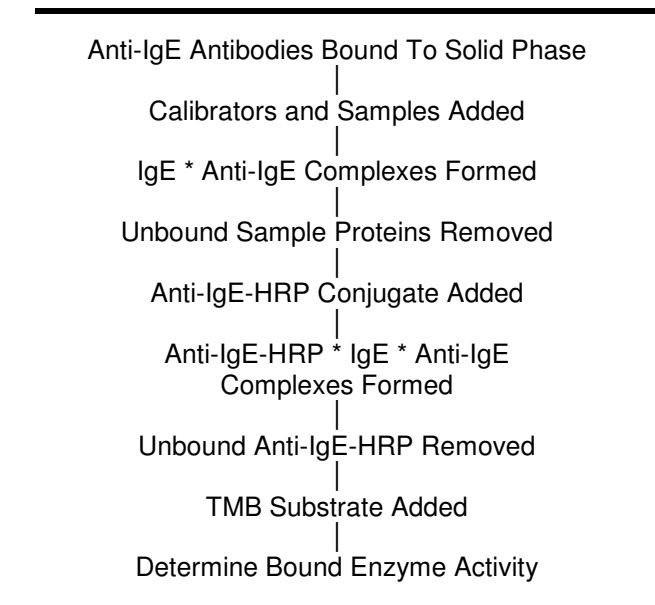 Anti-IgE Antibodies Bound To Solid Phase
Calibrators and Samples Added
IgE * Anti-IgE Complexes Formed
Unbound Sample Proteins Removed
Anti-IgE-HRP Conjugate Added
Anti-IgE-HRP * IgE * Anti-IgE
Complexes Formed
Unbound Anti-IgE-HRP Removed
TMB Substrate Added
Determine Bound Enzyme Activity